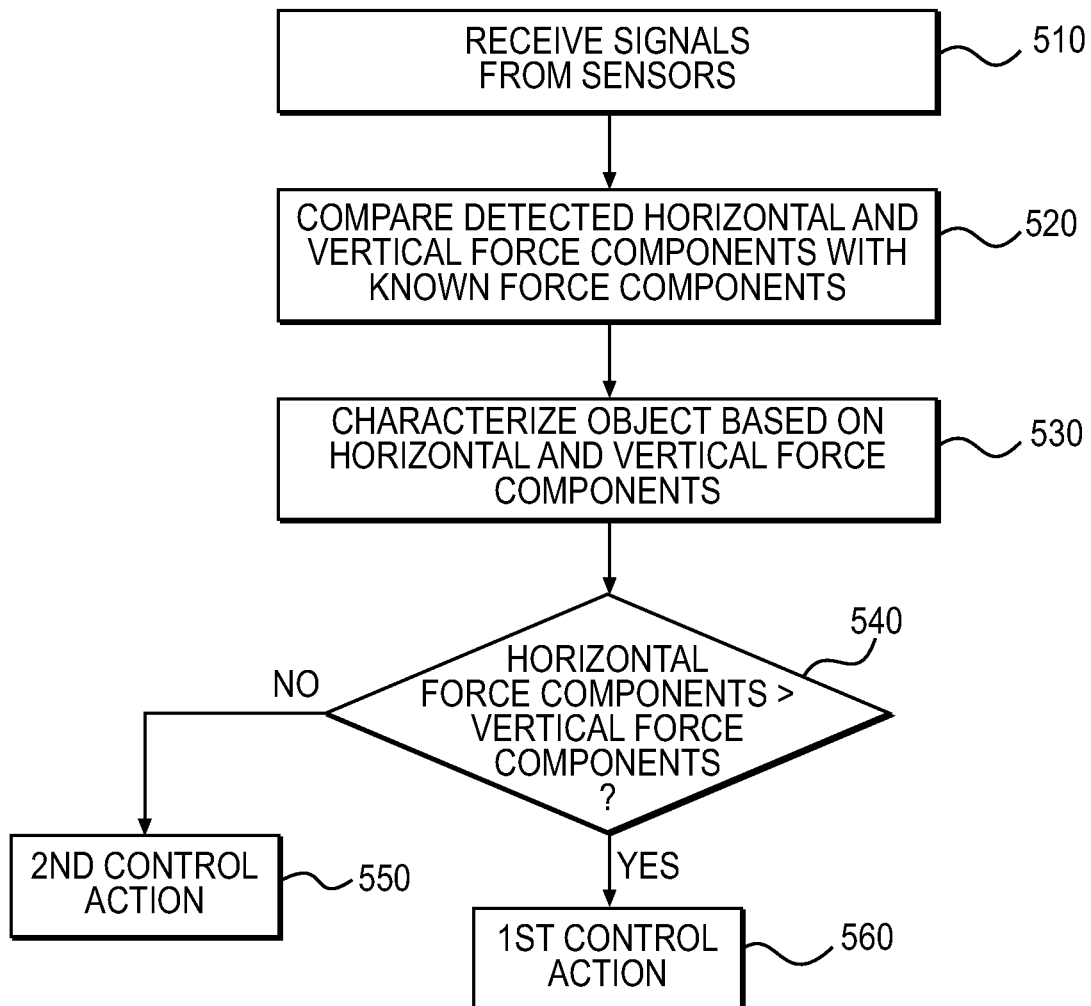 RECEIVE SIGNALS
FROM SENSORS
510
COMPARE DETECTED HORIZONTAL AND
VERTICAL FORCE COMPONENTS WITH
KNOWN FORCE COMPONENTS
520
CHARACTERIZE OBJECT BASED ON
HORIZONTAL AND VERTICAL FORCE
COMPONENTS
530
540
HORIZONTAL
FORCE COMPONENTS >
VERTICAL FORCE
COMPONENTS
?
NO
2ND CONTROL
ACTION
550
YES
1ST CONTROL
ACTION
560